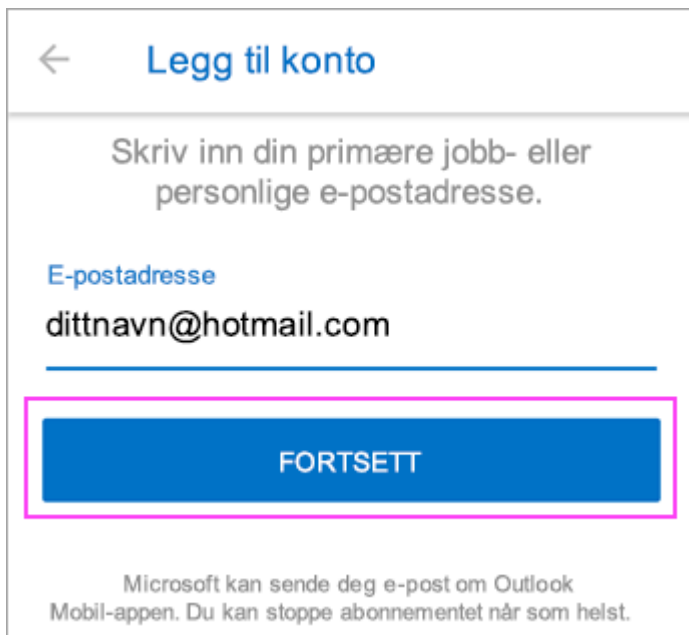 Legg til konto
Skriv inn din primære jobb- eller
personlige e-postadresse.
E-postadresse
dittnavn@hotmail.com
FORTSETT
Microsoft kan sende deg e-post om Outlook
Mobil-appen. Du kan stoppe abonnementet når som helst.